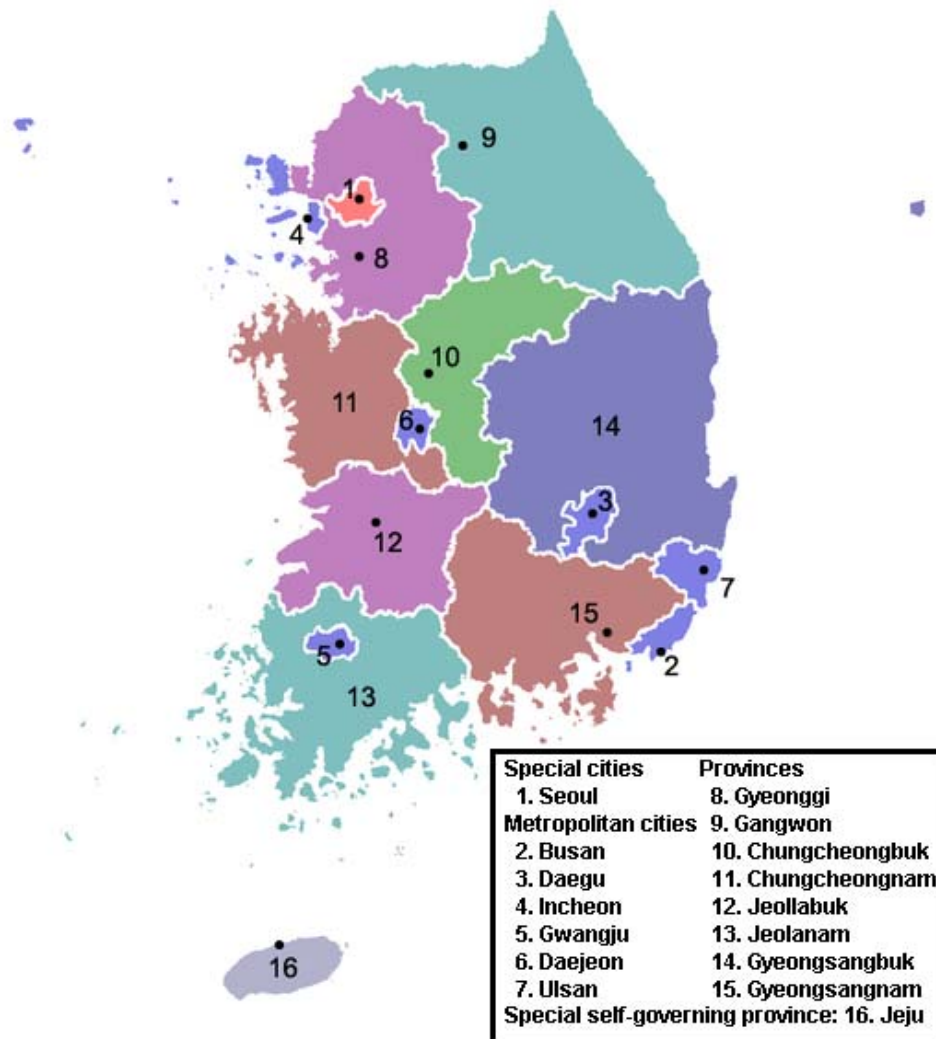 9
1
4
8
10
11
6
14
3
12
7
15
5
2
13
16
Special cities Provinces
1. Seoul 8. Gyeonggi
Metropolitan cities 9. Gangwon
2. Busan 10. Chungcheongbuk
3. Daegu 11. Chungcheongnam
4. Incheon 12. Jeollabuk
5. Gwangju 13. Jeolanam
6. Daejeon 14. Gyeongsangbuk
7. Ulsan 15. Gyeongsangnam
Special self-governing province: 16. Jeju